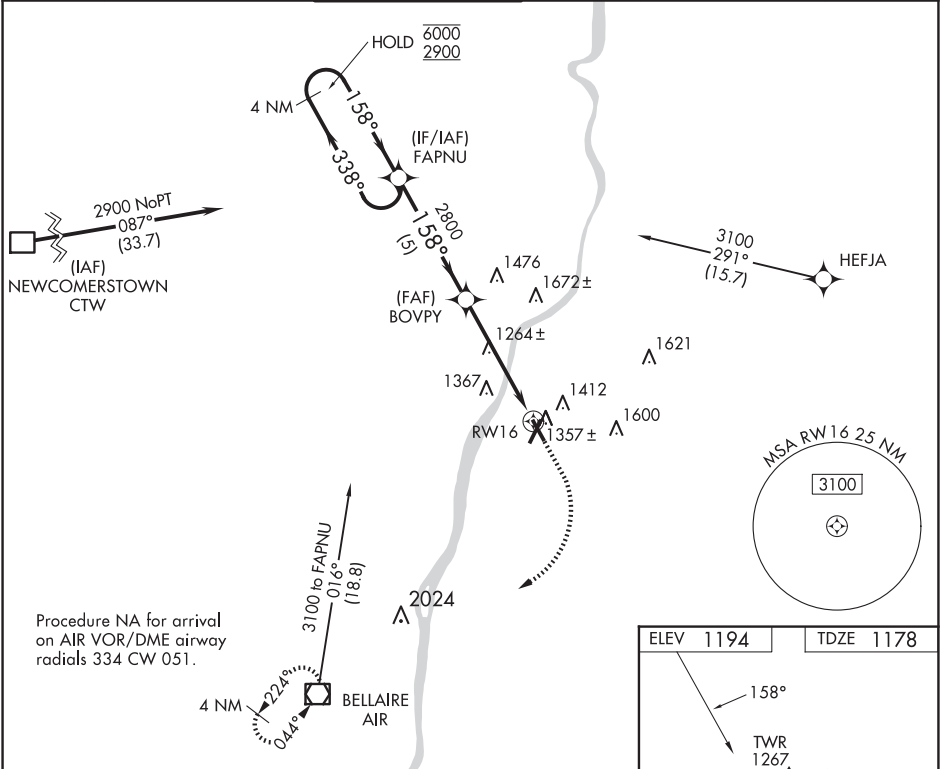 HOLD 6000
2900
4 NM
158°
338°
(IF/IAF)
FAPNU
2900 NoPT
087°
(33.7)
(IAF)
NEWCOMERSTOWN
CTW
2800
158°
(5)
3100
291°
(15.7)
HEFJA
1476
1672±
(FAF)
BOVPY
1264±
1621
1367
1412
RW16
1357±
1600
MSA RW16 25 NM
3100
3100 to FAPNU
016°
(18.8)
2024
Procedure NA for arrival
on AIR VOR/DME airway
radials 334 CW 051.
4 NM
224°
044°
BELLAIRE
AIR
ELEV 1194
TDZE 1178
158°
TWR
1267